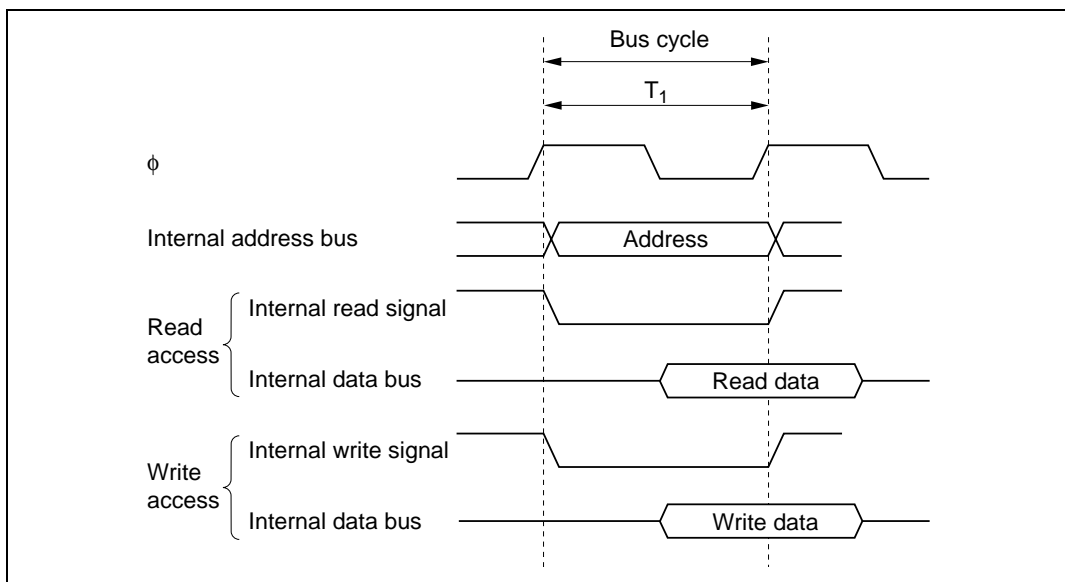 Bus cycle
T₁
ϕ
Internal address bus
Address
Read
access
Internal read signal
Internal data bus
Read data
Write
access
Internal write signal
Internal data bus
Write data